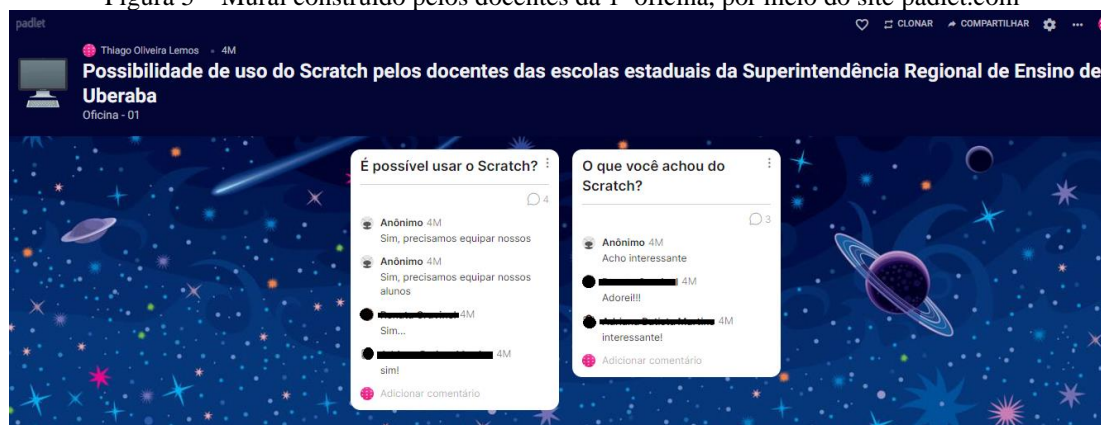 Figura 5 – Mural construído pelos docentes da 1ª oficina, por meio do site padlet.com
padlet
CLONAR
COMPARTILHAR
Thiago Oliveira Lemos • 4M
Possibilidade de uso do Scratch pelos docentes das escolas estaduais da Superintendência Regional de Ensino de
Uberaba
Oficina - 01
É possível usar o Scratch?
4
Anônimo 4M
Sim, precisamos equipar nossos
Anônimo 4M
Sim, precisamos equipar nossos
alunos
4M
Sim...
4M
sim!
Adicionar comentário
O que você achou do
Scratch?
3
Anônimo 4M
Acho interessante
4M
Adorei!!!
4M
interessante!
Adicionar comentário